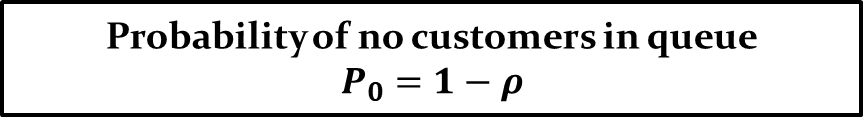 Probability of no customers in queue
P₀ = 1 − ρ